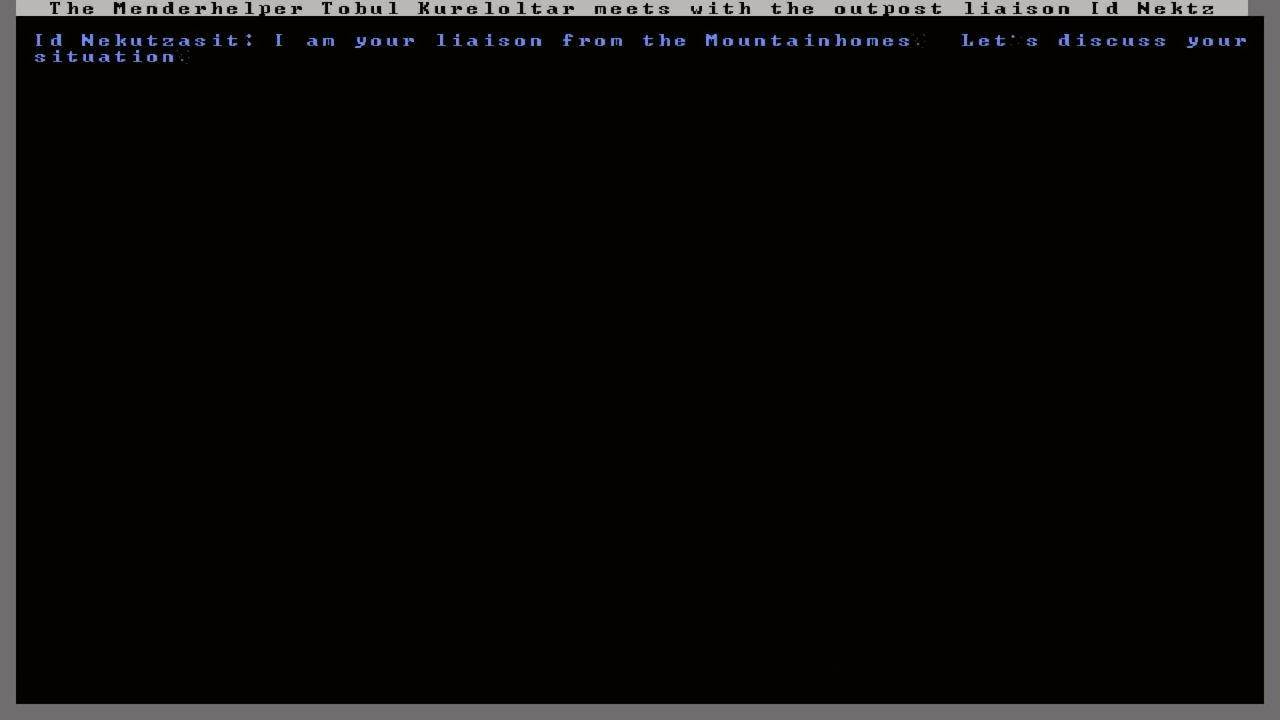 The Menderhelper Tobul Kureloltar meets with the outpost liaison Id Nektz
Id Nekutzasit: I am your liaison from the Mountainhomes.  Let's discuss your
situation.